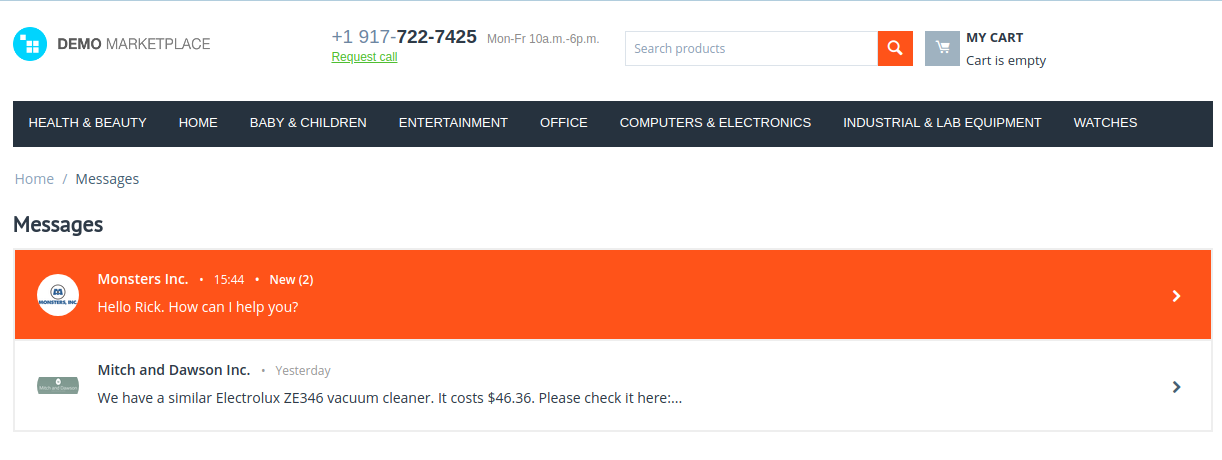 DEMO MARKETPLACE
+1 917-722-7425 Mon-Fr 10a.m.-6p.m.
Request call
Search products
MY CART
Cart is empty
HEALTH & BEAUTY HOME BABY & CHILDREN ENTERTAINMENT OFFICE COMPUTERS & ELECTRONICS INDUSTRIAL & LAB EQUIPMENT WATCHES
Home / Messages
Messages
MONSTERS, INC.
Monsters Inc. • 15:44 • New (2)
Hello Rick. How can I help you?
Mitch and Dawson
Mitch and Dawson Inc. • Yesterday
We have a similar Electrolux ZE346 vacuum cleaner. It costs $46.36. Please check it here:...